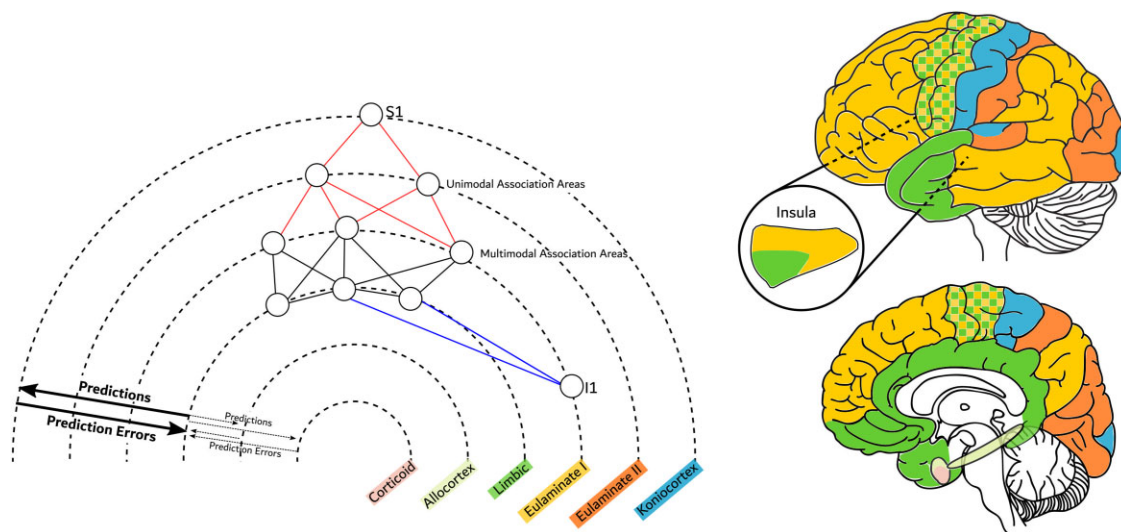 S1
Unimodal Association Areas
Multimodal Association Areas
I1
Predictions
Prediction Errors
Predictions
Prediction Errors
Corticoid
Allocortex
Limbic
Eulaminate I
Eulaminate II
Koniocortex
Insula